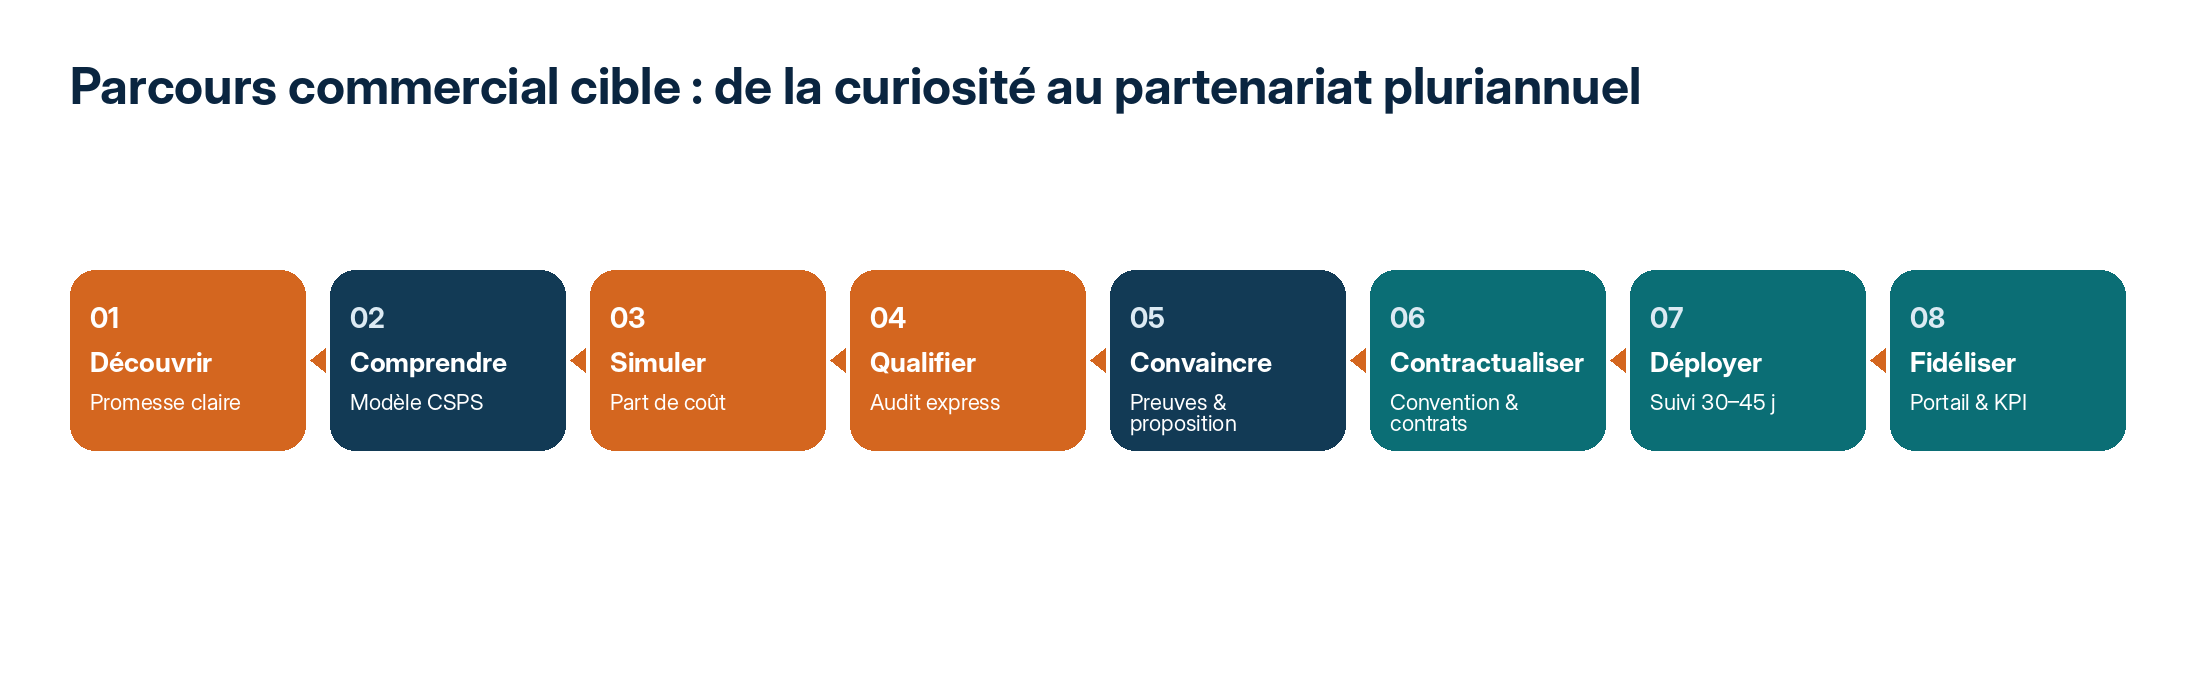 Parcours commercial cible : de la curiosité au partenariat pluriannuel
01
Découvrir
Promesse claire
02
Comprendre
Modèle CSPS
03
Simuler
Part de coût
04
Qualifier
Audit express
05
Convaincre
Preuves &
proposition
06
Contractualiser
Convention &
contrats
07
Déployer
Suivi 30–45 j
08
Fidéliser
Portail & KPI